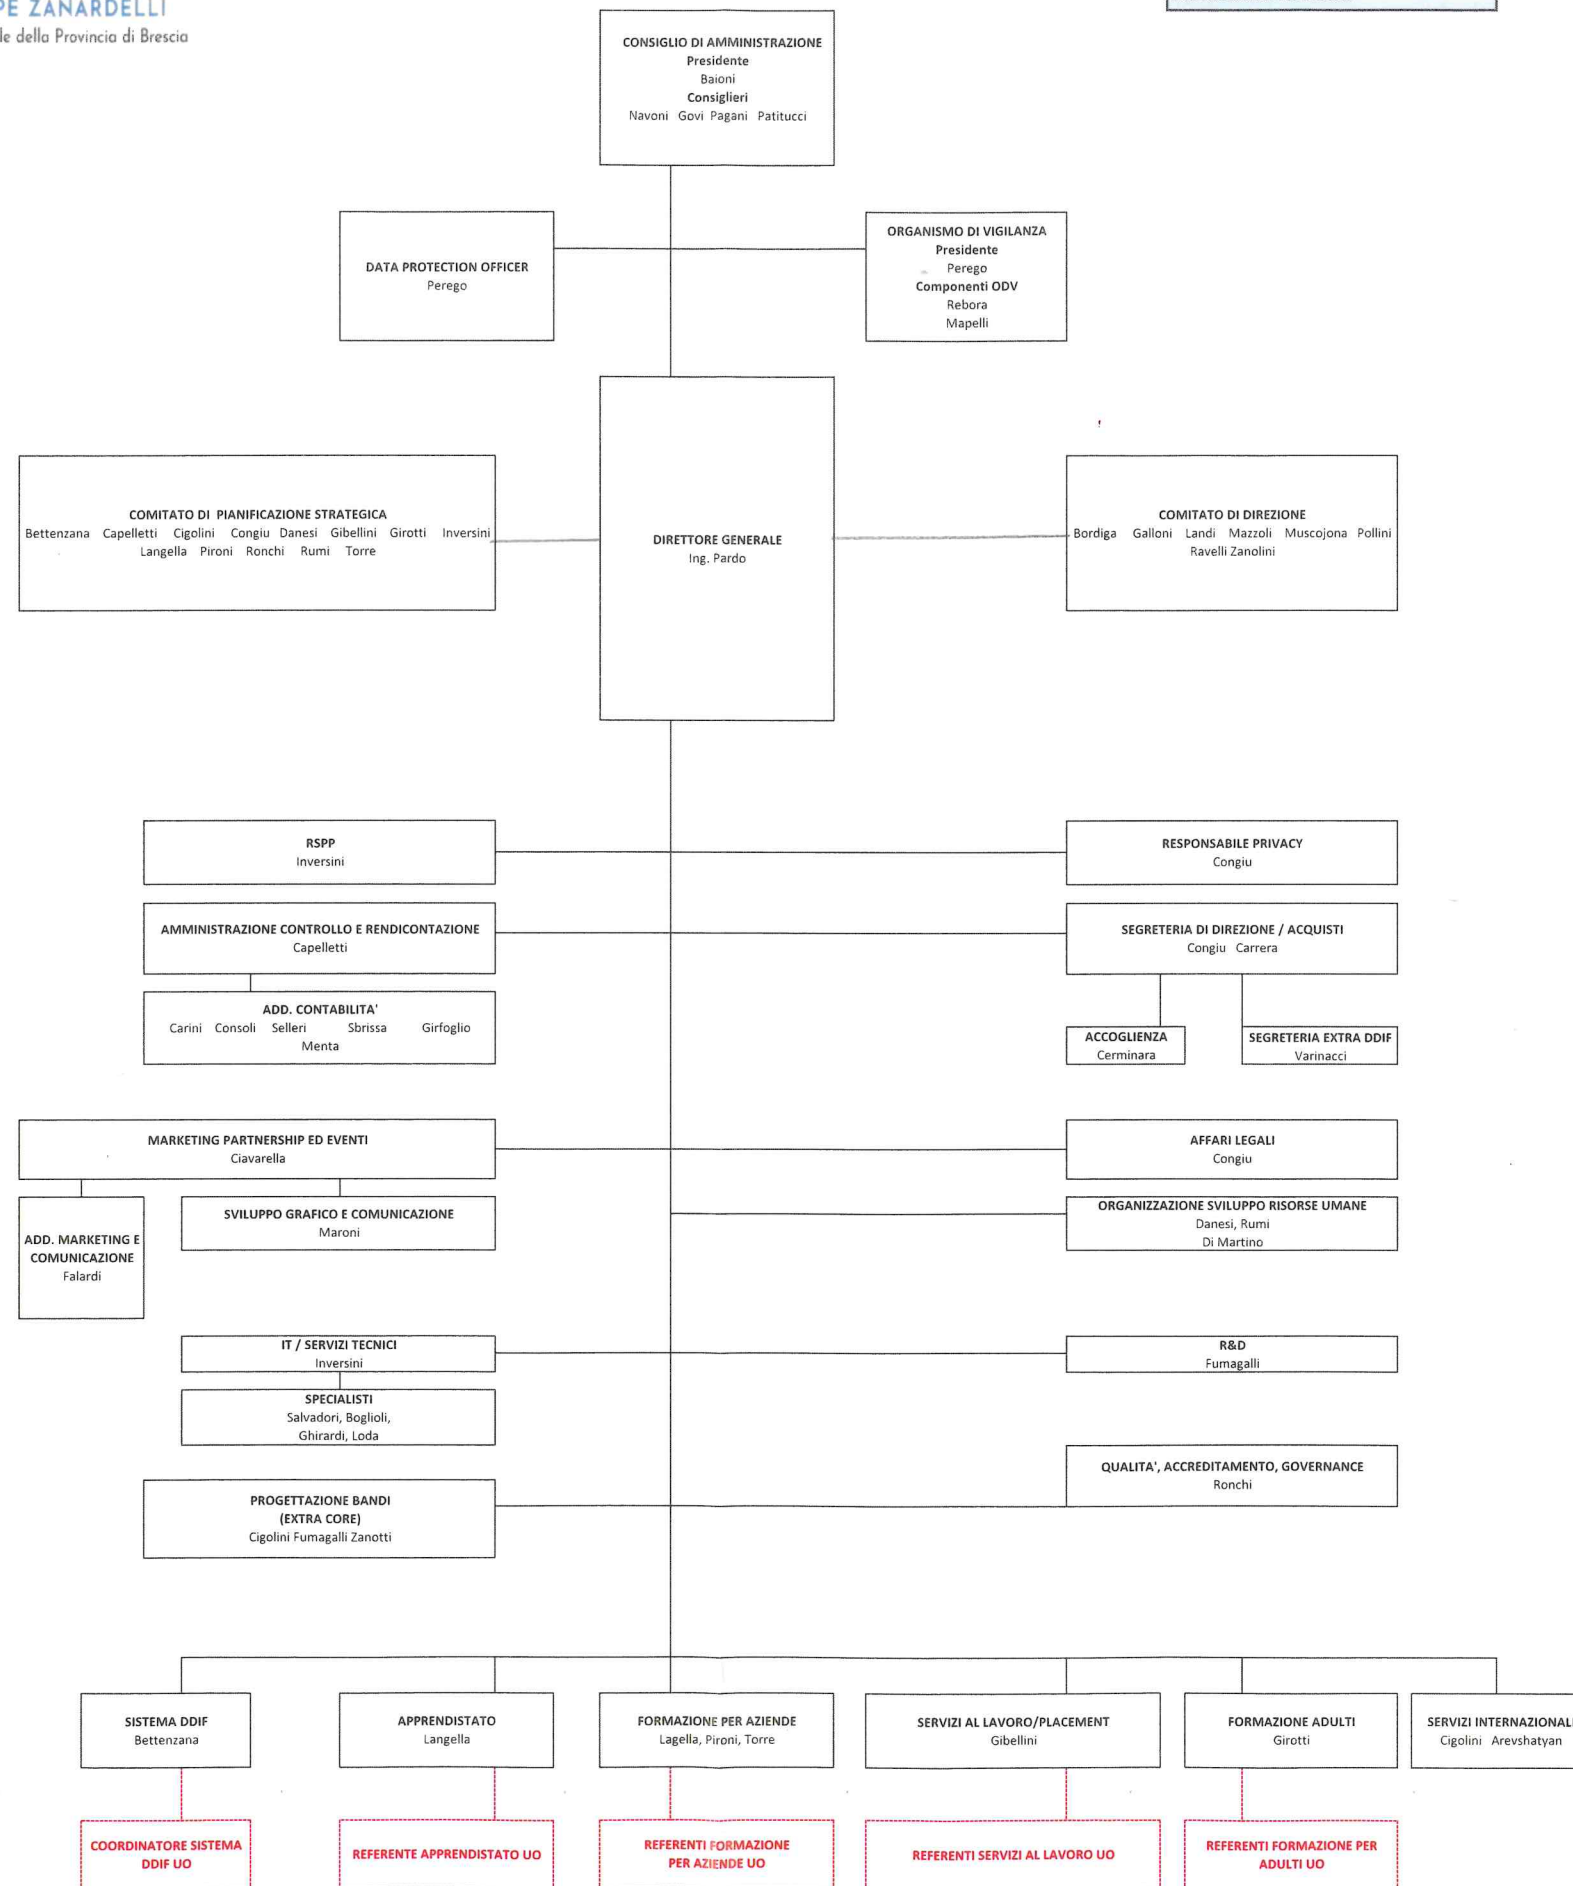 PE ZANARDELLI
le della Provincia di Brescia
CONSIGLIO DI AMMINISTRAZIONE
Presidente
Baioni
Consiglieri
Navoni Govi Pagani Patitucci
DATA PROTECTION OFFICER
Perego
ORGANISMO DI VIGILANZA
Presidente
Perego
Componenti ODV
Rebora
Mapelli
COMITATO DI PIANIFICAZIONE STRATEGICA
Bettenzana Capelletti Cigolini Congiu Danesi Gibellini Girotti Inversini
Langella Pironi Ronchi Rumi Torre
DIRETTORE GENERALE
Ing. Pardo
COMITATO DI DIREZIONE
Bordiga Galloni Landi Mazzoli Muscojona Pollini
Ravelli Zanolini
RSPP
Inversini
RESPONSABILE PRIVACY
Congiu
AMMINISTRAZIONE CONTROLLO E RENDICONTAZIONE
Capelletti
SEGRETERIA DI DIREZIONE / ACQUISTI
Congiu Carrera
ADD. CONTABILITA'
Carini Consoli Selleri Sbrissa Girfoglio
Menta
ACCOGLIENZA
Cerminara
SEGRETERIA EXTRA DDIF
Varinacci
MARKETING PARTNERSHIP ED EVENTI
Ciavarella
AFFARI LEGALI
Congiu
ADD. MARKETING E
COMUNICAZIONE
Falardi
SVILUPPO GRAFICO E COMUNICAZIONE
Maroni
ORGANIZZAZIONE SVILUPPO RISORSE UMANE
Danesi, Rumi
Di Martino
IT / SERVIZI TECNICI
Inversini
R&D
Fumagalli
SPECIALISTI
Salvadori, Boglioli,
Ghirardi, Loda
QUALITA', ACCREDITAMENTO, GOVERNANCE
Ronchi
PROGETTAZIONE BANDI
(EXTRA CORE)
Cigolini Fumagalli Zanotti
SISTEMA DDIF
Bettenzana
APPRENDISTATO
Langella
FORMAZIONE PER AZIENDE
Lagella, Pironi, Torre
SERVIZI AL LAVORO/PLACEMENT
Gibellini
FORMAZIONE ADULTI
Girotti
SERVIZI INTERNAZIONALI
Cigolini Arevshatyan
COORDINATORE SISTEMA
DDIF UO
REFERENTE APPRENDISTATO UO
REFERENTI FORMAZIONE
PER AZIENDE UO
REFERENTI SERVIZI AL LAVORO UO
REFERENTI FORMAZIONE PER
ADULTI UO